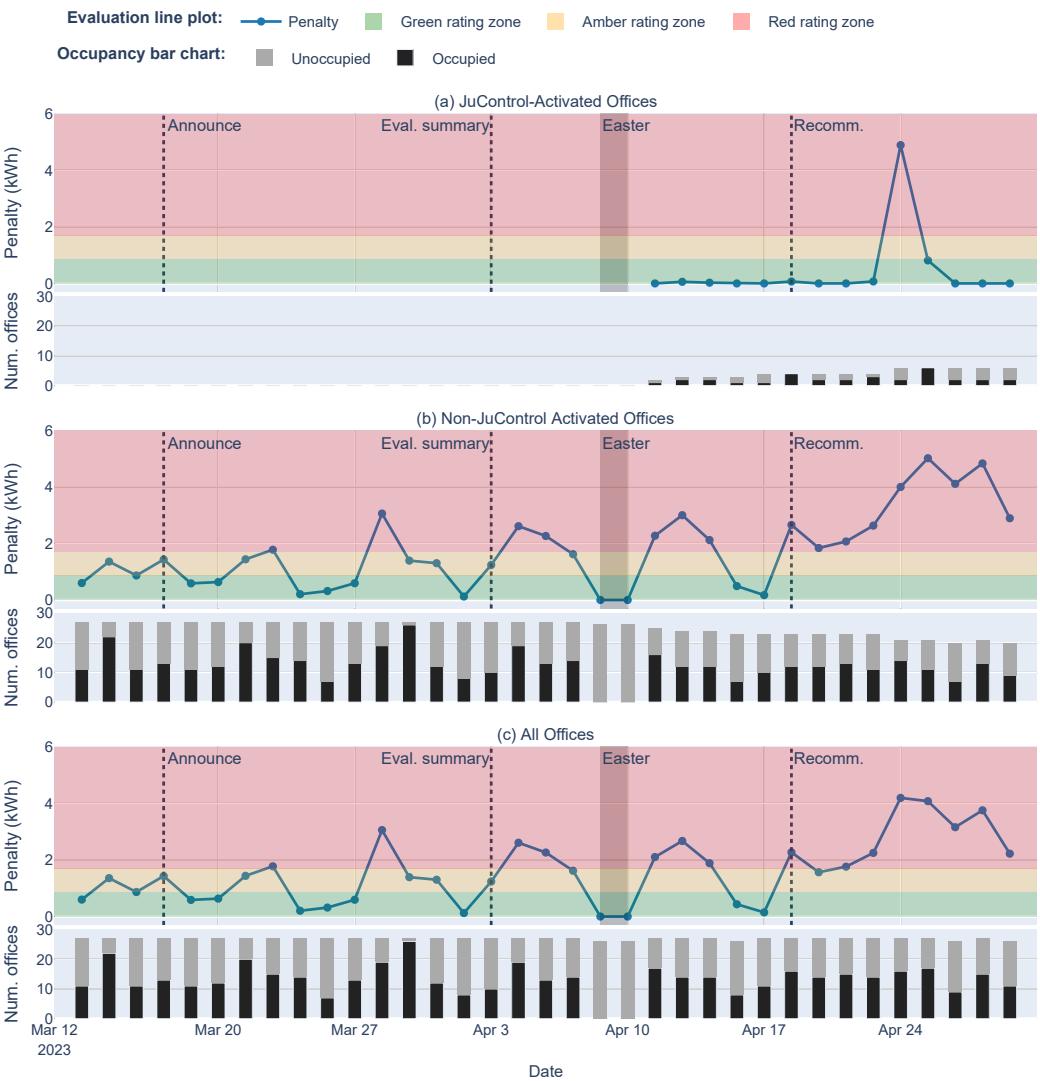 Evaluation line plot: Penalty Green rating zone Amber rating zone Red rating zone
Occupancy bar chart: Unoccupied Occupied
(a) JuControl-Activated Offices
Penalty (kWh)
6
4
2
0
Announce Eval. summary Easter Recomm.
Num. offices
30
20
10
0
(b) Non-JuControl Activated Offices
Penalty (kWh)
6
4
2
0
Announce Eval. summary Easter Recomm.
Num. offices
30
20
10
0
(c) All Offices
Penalty (kWh)
6
4
2
0
Announce Eval. summary Easter Recomm.
Num. offices
30
20
10
0
Mar 12 Mar 20 Mar 27 Apr 3 Apr 10 Apr 17 Apr 24
2023
Date